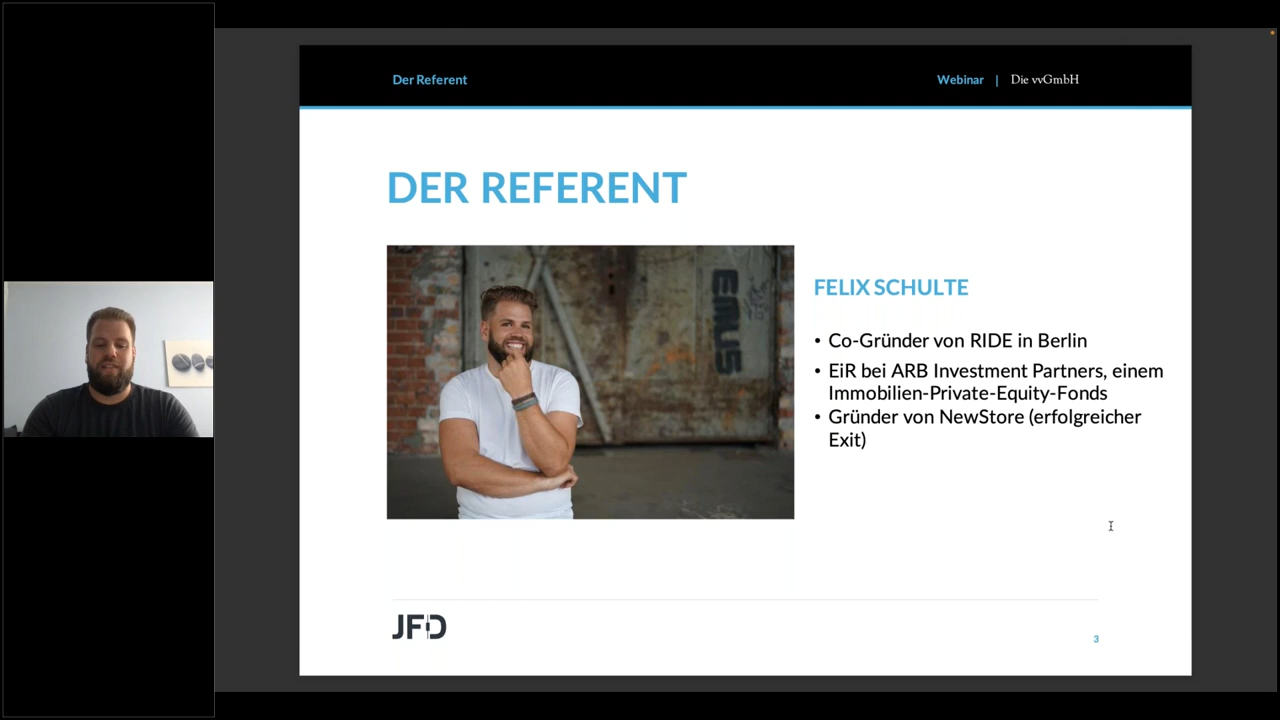 Der Referent
Webinar | Die vvGmbH
DER REFERENT
EMUS
FELIX SCHULTE
• Co-Gründer von RIDE in Berlin
• EiR bei ARB Investment Partners, einem
Immobilien-Private-Equity-Fonds
• Gründer von NewStore (erfolgreicher
Exit)
JFD
3